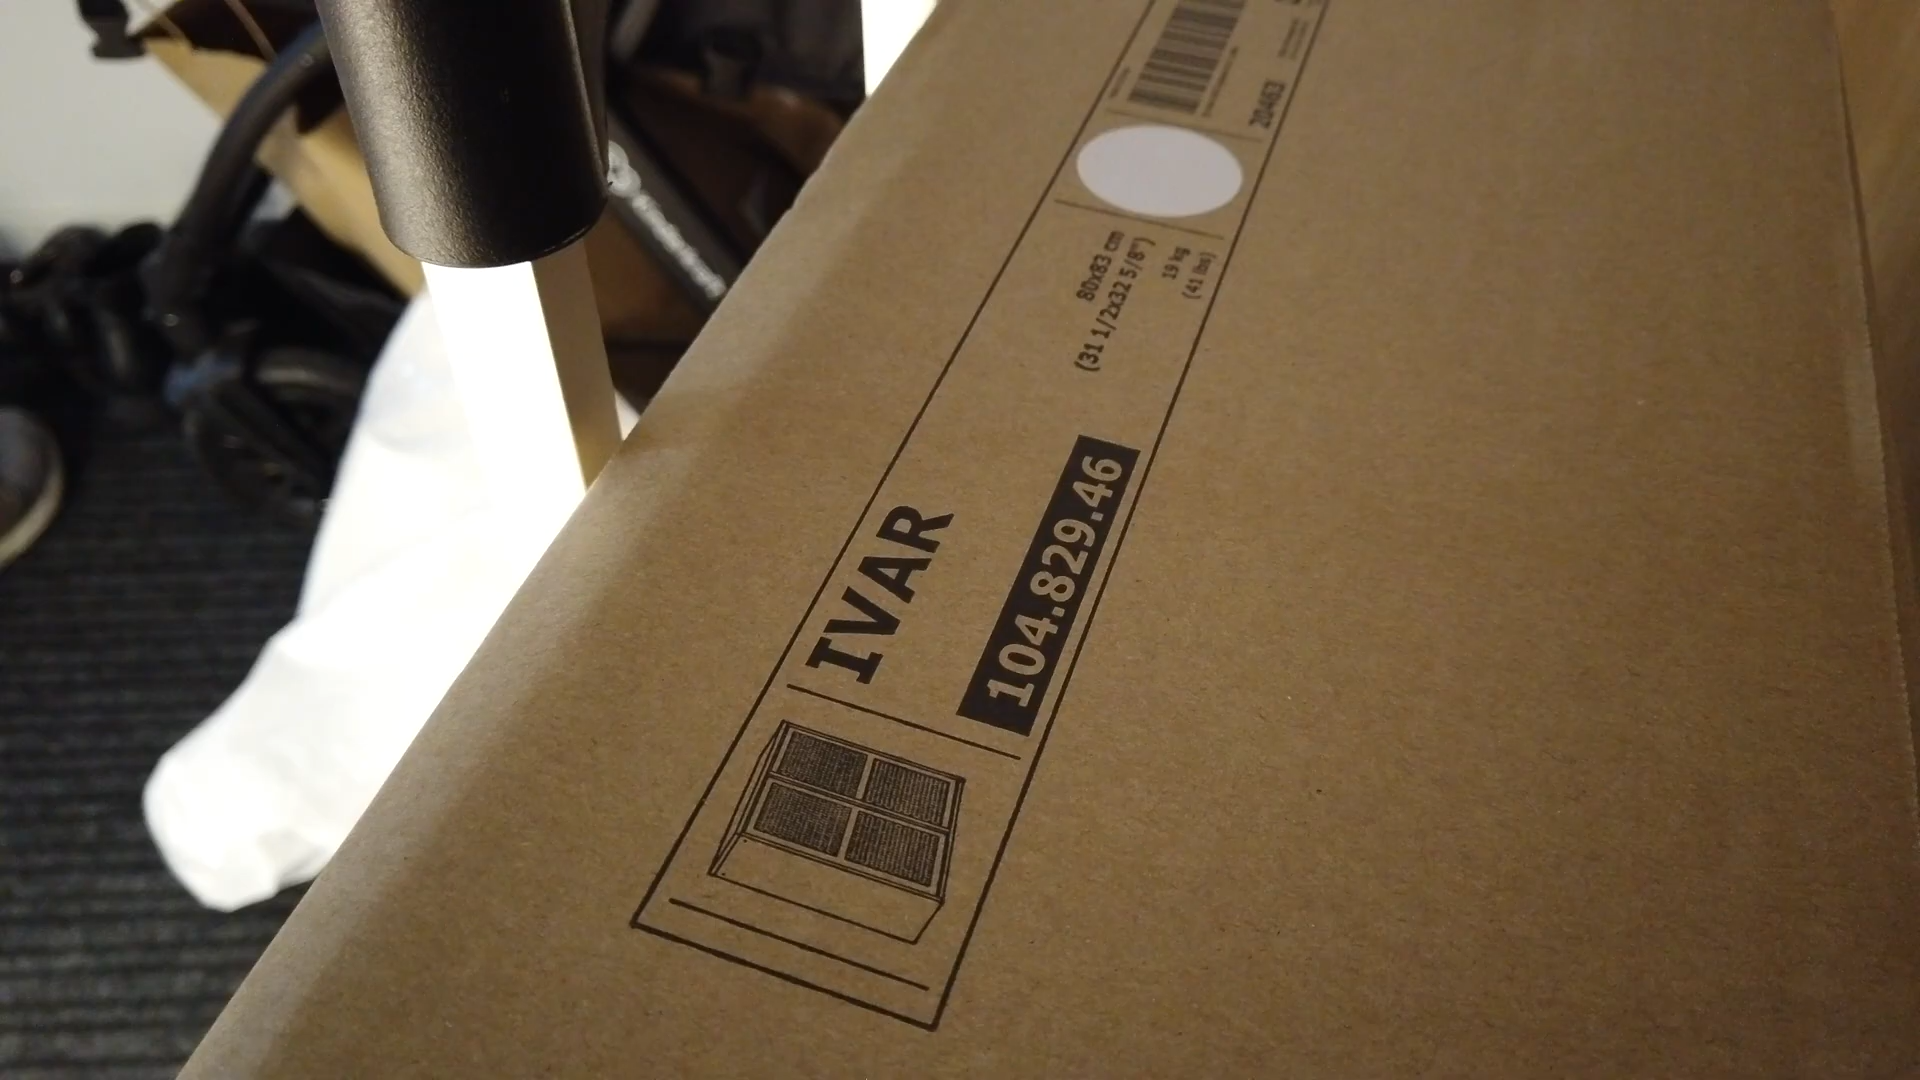 IVAR
104.829.46
80x83 cm
(31 1/2x32 5/8")
19 kg
(41 lbs)
20463